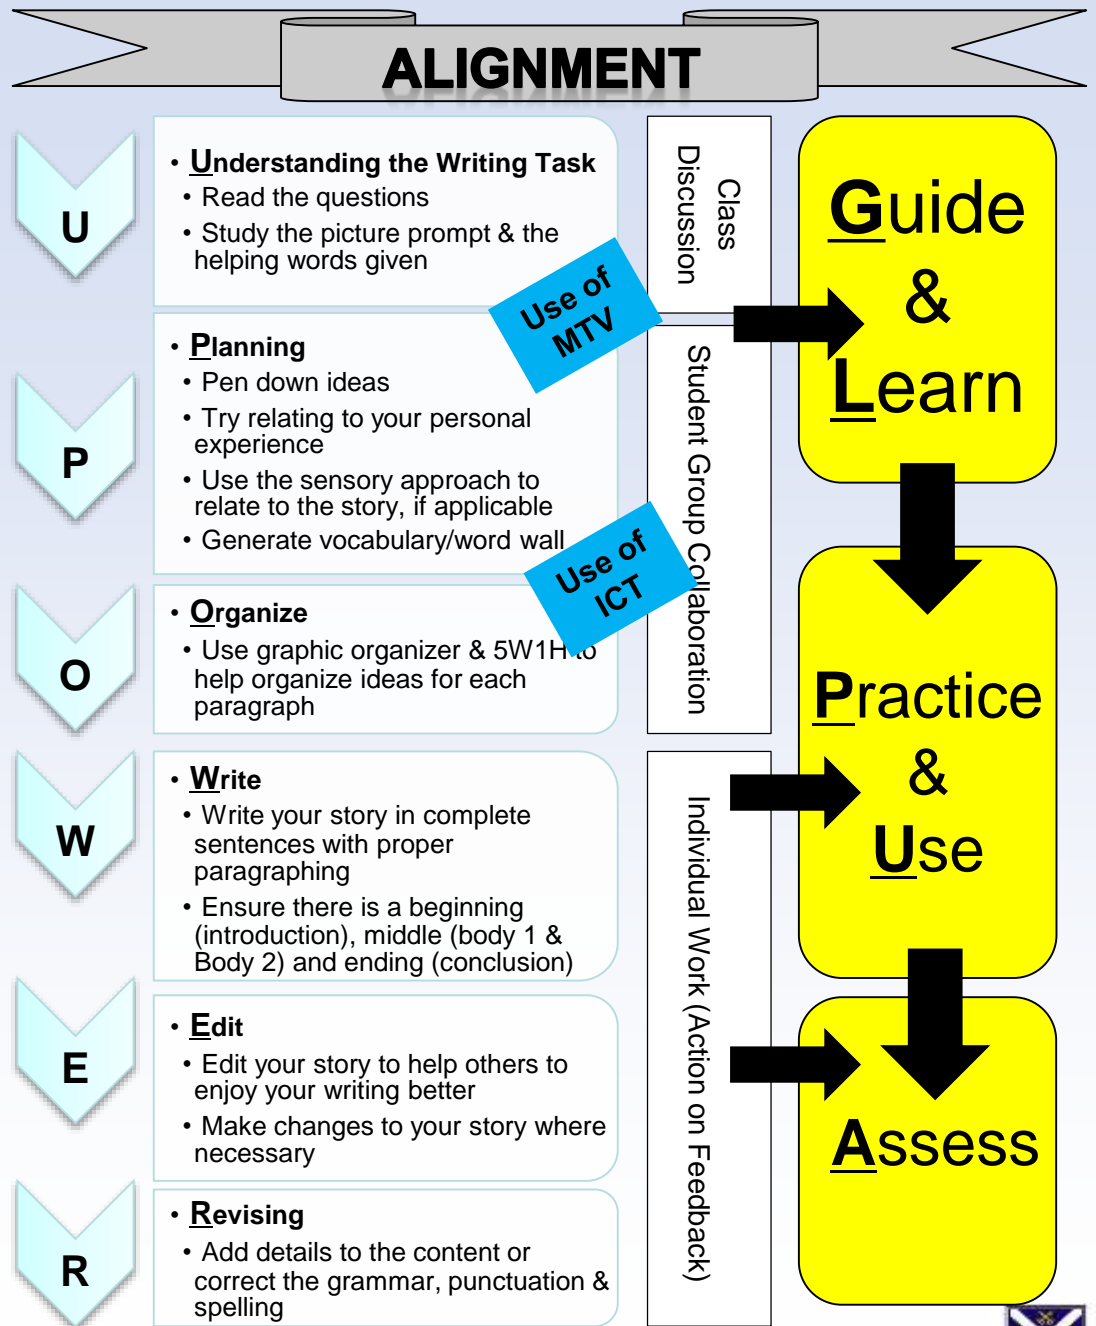 ALIGNMENT
U
• Understanding the Writing Task
• Read the questions
• Study the picture prompt & the
helping words given
P
• Planning
• Pen down ideas
• Try relating to your personal
experience
• Use the sensory approach to
relate to the story, if applicable
• Generate vocabulary/word wall
O
• Organize
• Use graphic organizer & 5W1H to
help organize ideas for each
paragraph
W
• Write
• Write your story in complete
sentences with proper
paragraphing
• Ensure there is a beginning
(introduction), middle (body 1 &
Body 2) and ending (conclusion)
E
• Edit
• Edit your story to help others to
enjoy your writing better
• Make changes to your story where
necessary
R
• Revising
• Add details to the content or
correct the grammar, punctuation &
spelling
Use of
MTV
Use of
ICT
Class
Discussion
Student Group Collaboration
Individual Work (Action on Feedback)
Guide
&
Learn
Practice
&
Use
Assess